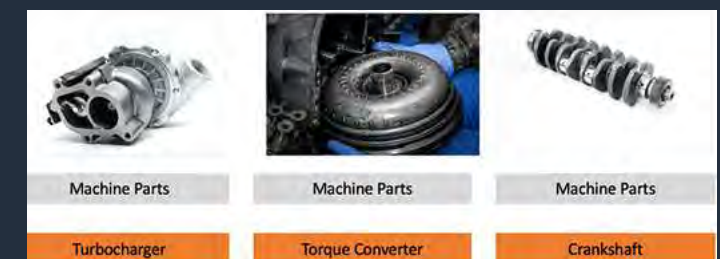 Machine Parts
Machine Parts
Machine Parts
Turbocharger
Torque Converter
Crankshaft